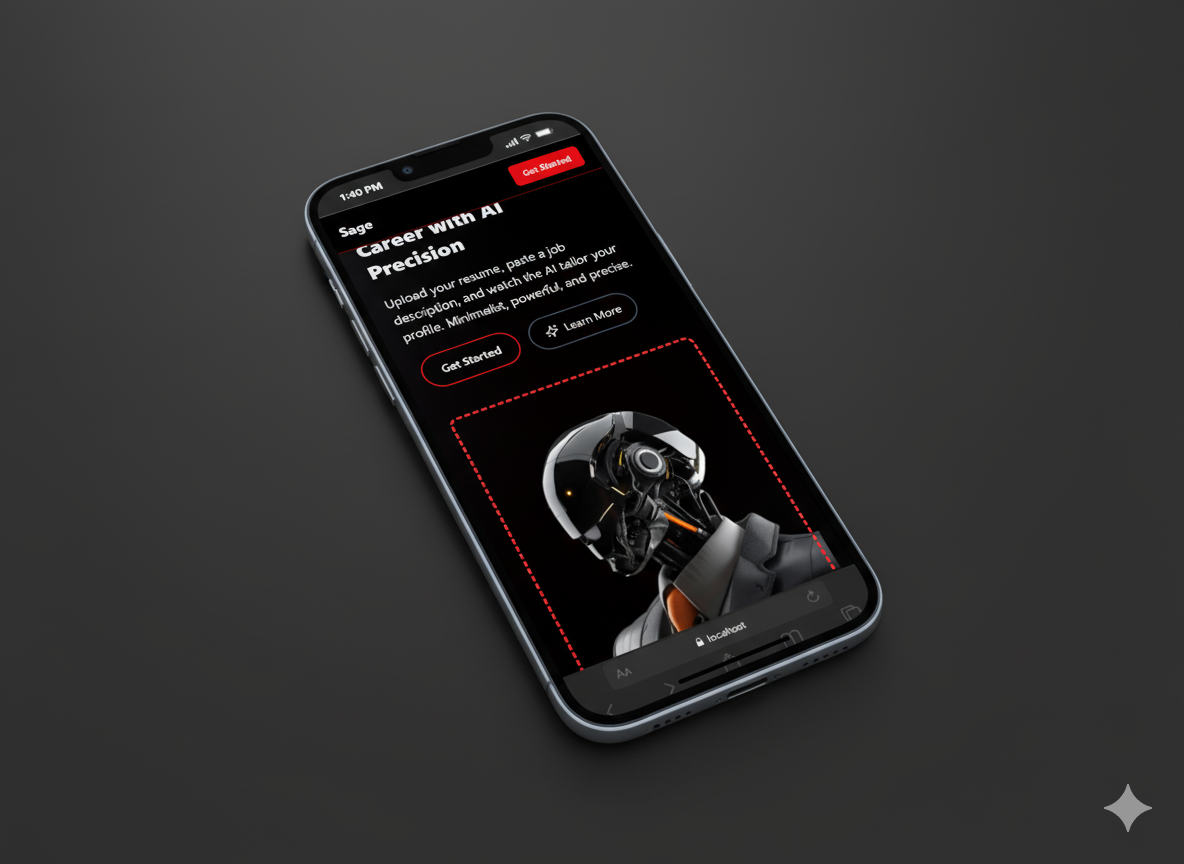 1:40 PM
Get Started
Sage
Career with AI
Precision
Upload your resume, paste a job
description, and watch the AI tailor your
profile. Minimalist, powerful, and precise.
Get Started
Learn More
AA
localhost